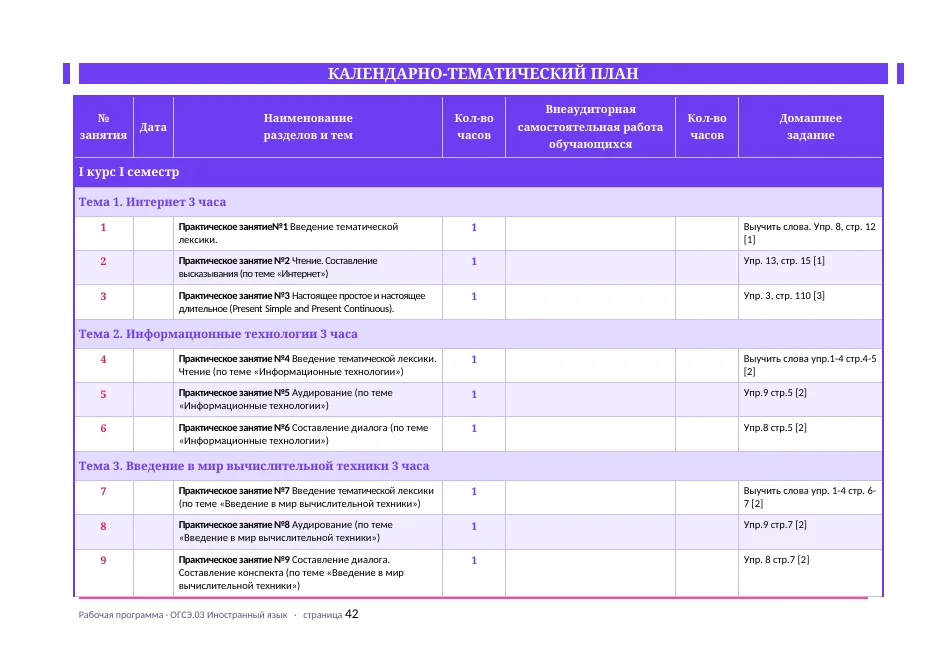 КАЛЕНДАРНО-ТЕМАТИЧЕСКИЙ ПЛАН
№
занятия
Дата
Наименование
разделов и тем
Кол-во
часов
Внеаудиторная
самостоятельная работа
обучающихся
Кол-во
часов
Домашнее
задание
I курс I семестр
Тема 1. Интернет 3 часа
1
Практическое занятие№1 Введение тематической
лексики.
1
Выучить слова. Упр. 8, стр. 12
[1]
2
Практическое занятие №2 Чтение. Составление
высказывания (по теме «Интернет»)
1
Упр. 13, стр. 15 [1]
3
Практическое занятие №3 Настоящее простое и настоящее
длительное (Present Simple and Present Continuous).
1
Упр. 3, стр. 110 [3]
Тема 2. Информационные технологии 3 часа
4
Практическое занятие №4 Введение тематической лексики.
Чтение (по теме «Информационные технологии»)
1
Выучить слова упр.1-4 стр.4-5
[2]
5
Практическое занятие №5 Аудирование (по теме
«Информационные технологии»)
1
Упр.9 стр.5 [2]
6
Практическое занятие №6 Составление диалога (по теме
«Информационные технологии»)
1
Упр.8 стр.5 [2]
Тема 3. Введение в мир вычислительной техники 3 часа
7
Практическое занятие №7 Введение тематической лексики
(по теме «Введение в мир вычислительной техники»)
1
Выучить слова упр. 1-4 стр. 6-
7 [2]
8
Практическое занятие №8 Аудирование (по теме
«Введение в мир вычислительной техники»)
1
Упр.9 стр.7 [2]
9
Практическое занятие №9 Составление диалога.
Составление конспекта (по теме «Введение в мир
вычислительной техники»)
1
Упр. 8 стр.7 [2]
Рабочая программа · ОГСЭ.03 Иностранный язык · страница 42